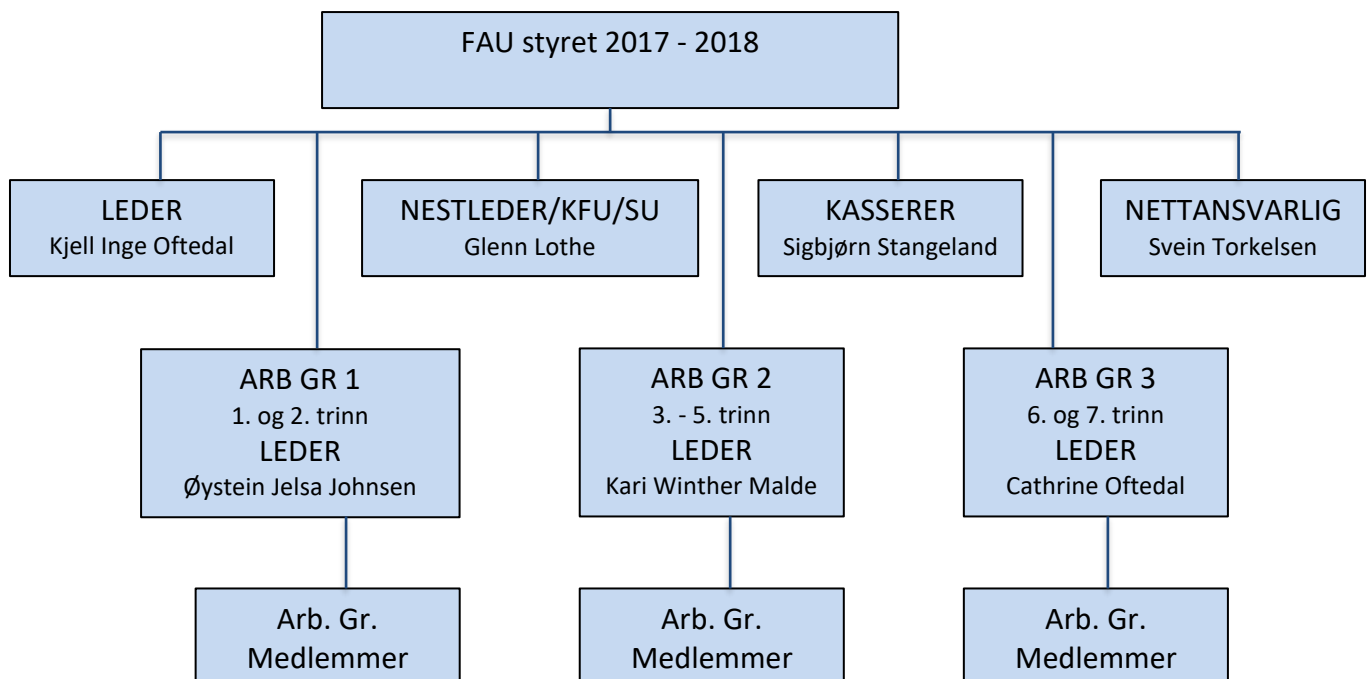 FAU styret 2017 - 2018
LEDER
Kjell Inge Oftedal
NESTLEDER/KFU/SU
Glenn Lothe
KASSERER
Sigbjørn Stangeland
NETTANSVARLIG
Svein Torkelsen
ARB GR 1
1. og 2. trinn
LEDER
Øystein Jelsa Johnsen
ARB GR 2
3. - 5. trinn
LEDER
Kari Winther Malde
ARB GR 3
6. og 7. trinn
LEDER
Cathrine Oftedal
Arb. Gr.
Medlemmer
Arb. Gr.
Medlemmer
Arb. Gr.
Medlemmer